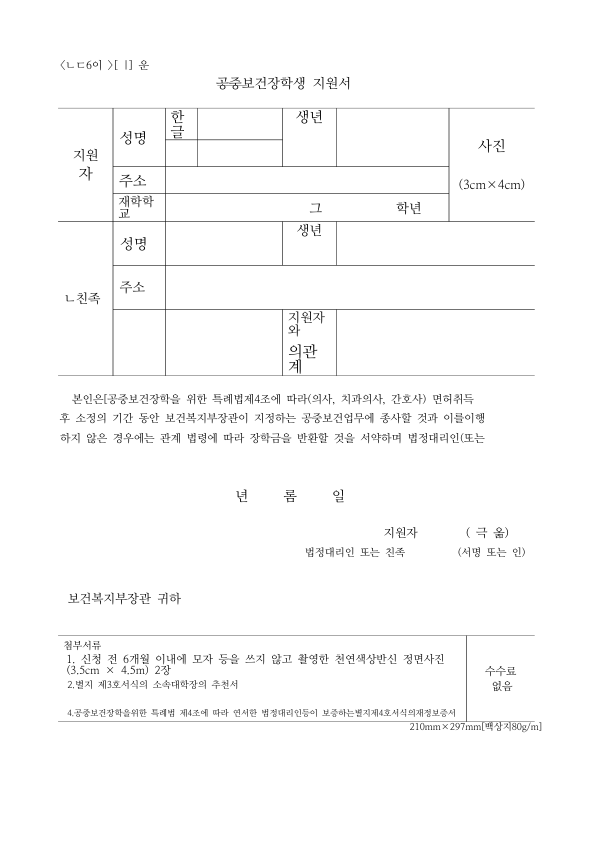 〈ㄴㄷ6이 〉[ ㅣ] 운
공중보건장학생 지원서
지원자
성명
한글
생년
사진
(3cm×4cm)
주소
재학학교
그 학년
ㄴ친족
성명
생년
주소
지원자와
의관계
본인은[공중보건장학을 위한 특례법제4조에 따라(의사, 치과의사, 간호사) 면허취득
후 소정의 기간 동안 보건복지부장관이 지정하는 공중보건업무에 종사할 것과 이를이행
하지 않은 경우에는 관계 법령에 따라 장학금을 반환할 것을 서약하며 법정대리인(또는
년 롬 일
지원자 ( 극 옮)
법정대리인 또는 친족 (서명 또는 인)
보건복지부장관 귀하
첨부서류
1. 신청 전 6개월 이내에 모자 등을 쓰지 않고 촬영한 천연색상반신 정면사진
(3.5cm × 4.5m) 2장
2.별지 제3호서식의 소속대학장의 추천서
4.공중보건장학을위한 특례법 제4조에 따라 연서한 법정대리인등이 보증하는별지제4호서식의재정보증서
수수료
없음
210mm×297mm[백상지80g/m]